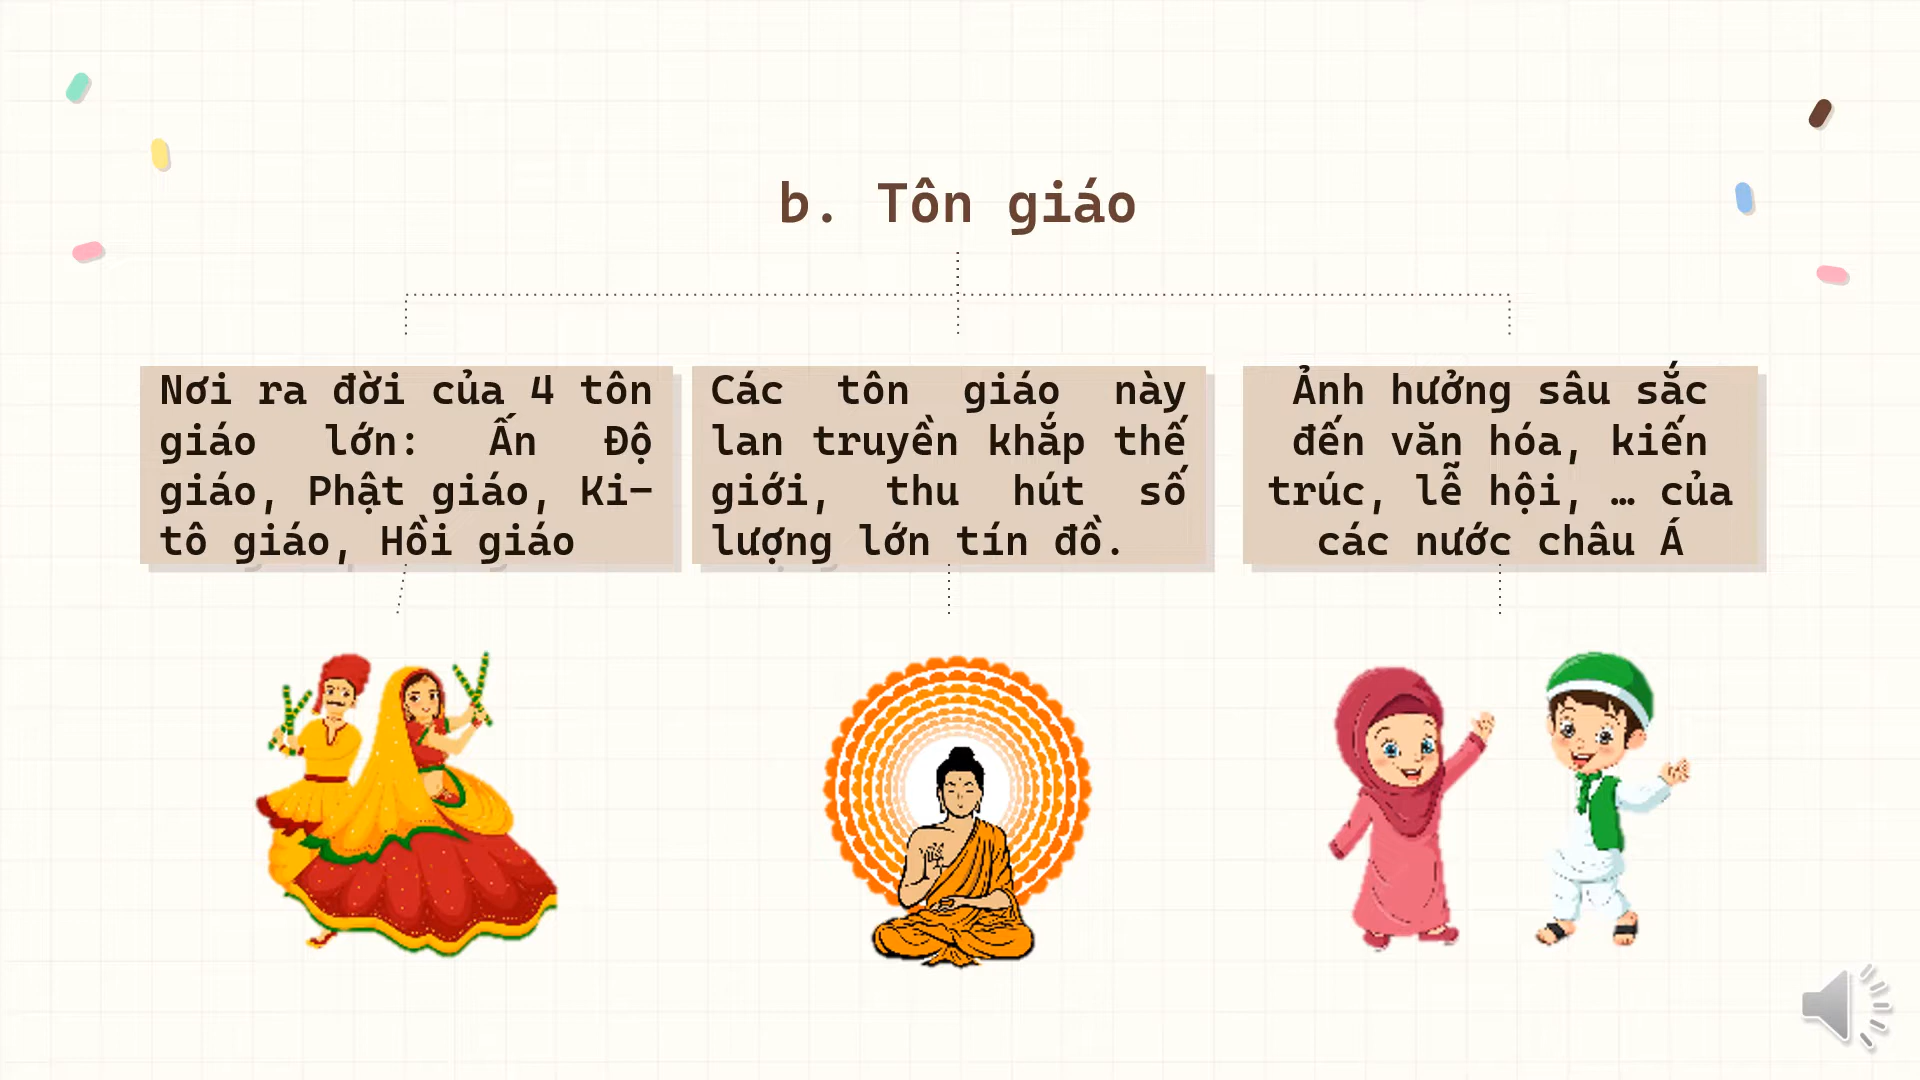 b. Tôn giáo
Nơi ra đời của 4 tôn
giáo lớn: Ấn Độ
giáo, Phật giáo, Ki-
tô giáo, Hồi giáo
Các tôn giáo này
lan truyền khắp thế
giới, thu hút số
lượng lớn tín đồ.
Ảnh hưởng sâu sắc
đến văn hóa, kiến
trúc, lễ hội, … của
các nước châu Á